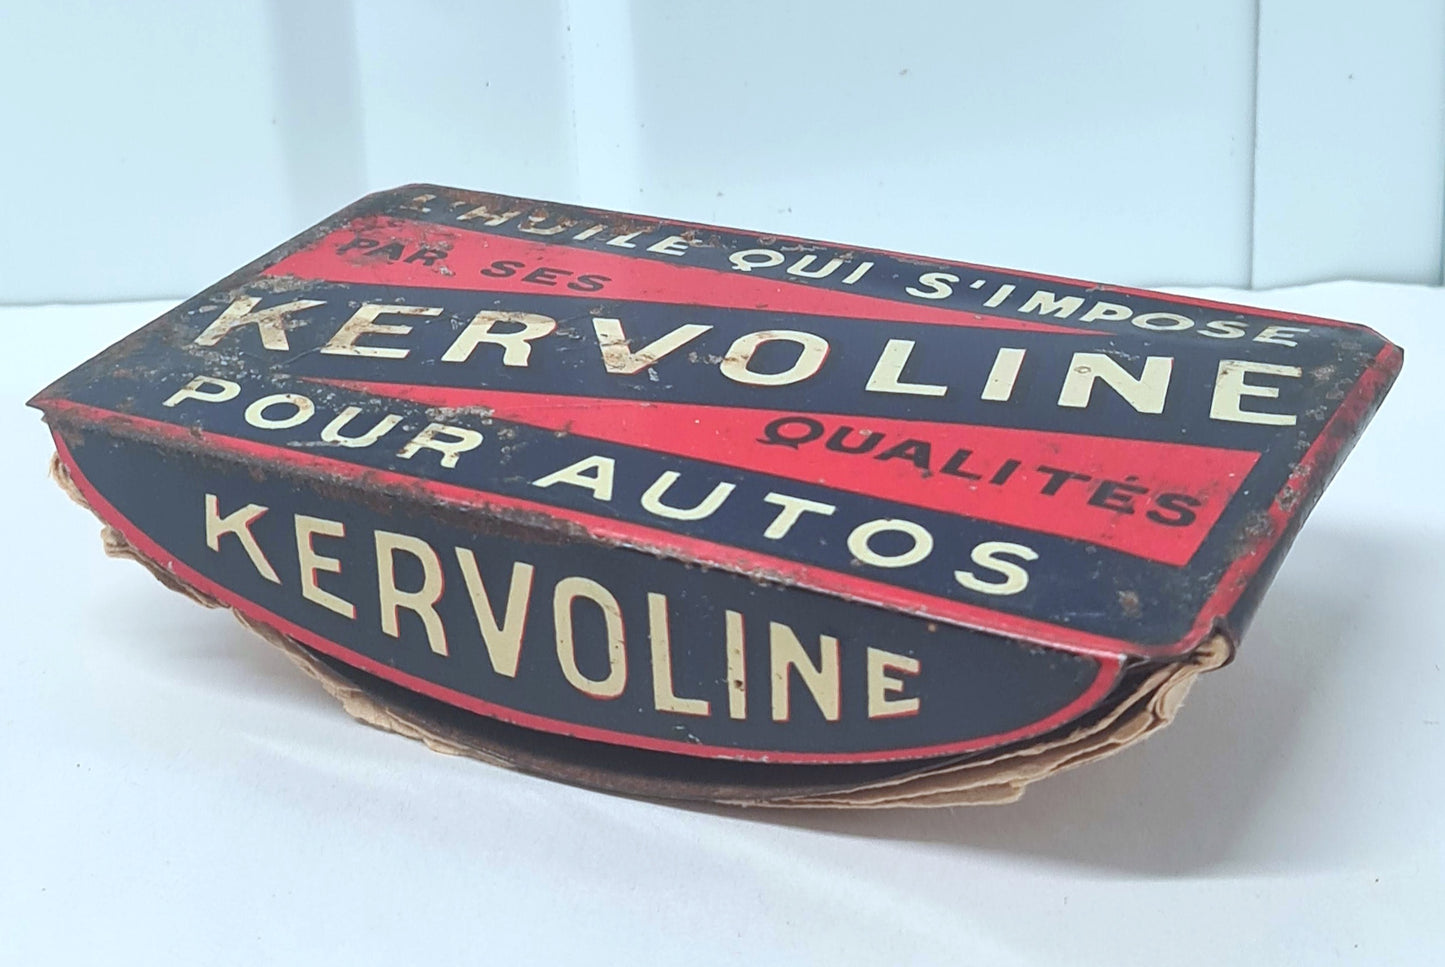 L'HUILE QUI S'IMPOSE
PAR SES
KERVOLINE
QUALITÉS
POUR AUTOS
KERVOLINE